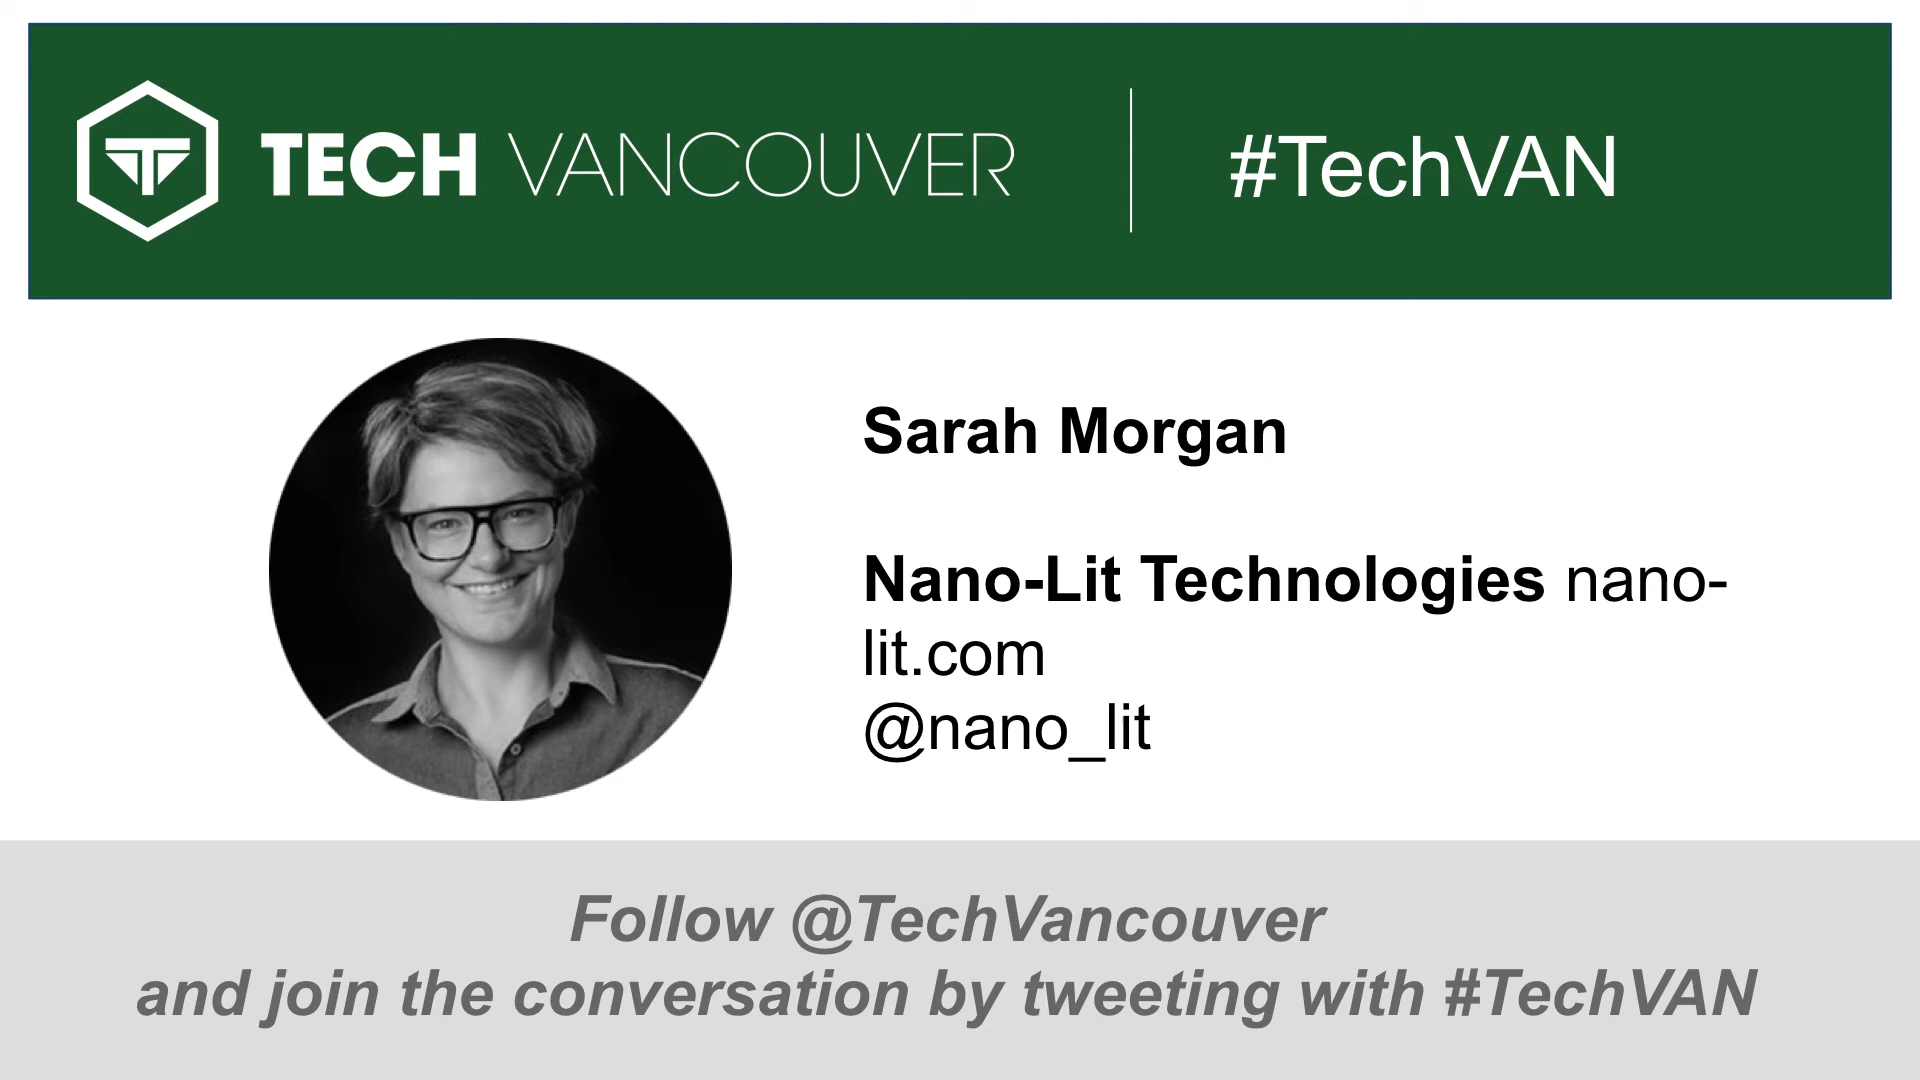 TECH VANCOUVER
#TechVAN
Sarah Morgan
Nano-Lit Technologies nano-
lit.com
@nano_lit
Follow @TechVancouver
and join the conversation by tweeting with #TechVAN